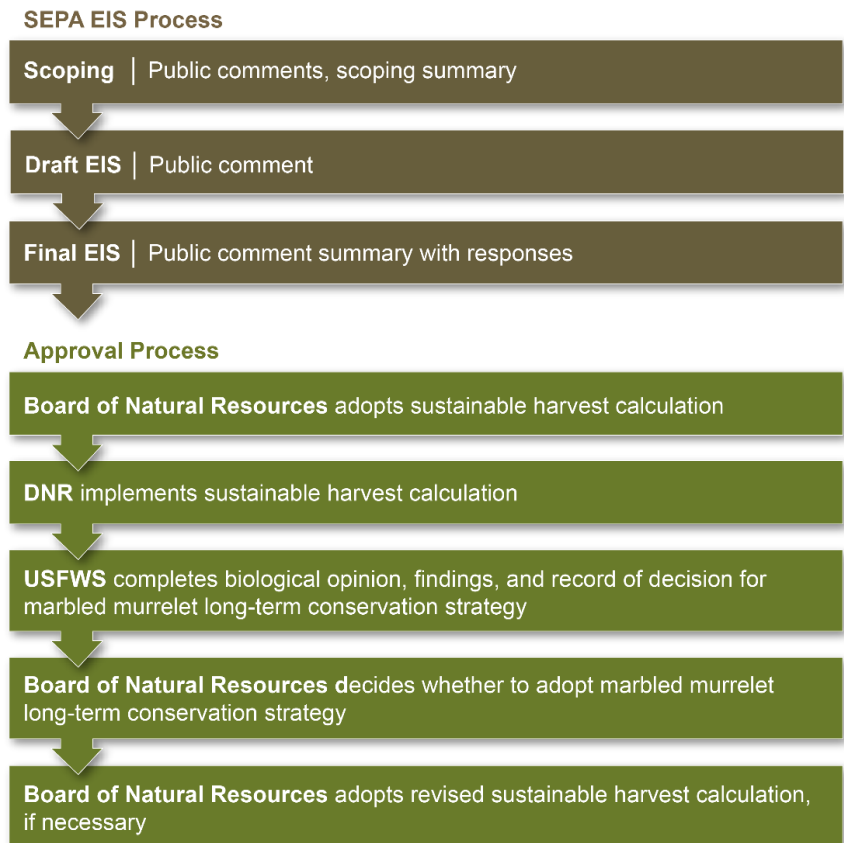 SEPA EIS Process
Scoping | Public comments, scoping summary
Draft EIS | Public comment
Final EIS | Public comment summary with responses
Approval Process
Board of Natural Resources adopts sustainable harvest calculation
DNR implements sustainable harvest calculation
USFWS completes biological opinion, findings, and record of decision for
marbled murrelet long-term conservation strategy
Board of Natural Resources decides whether to adopt marbled murrelet
long-term conservation strategy
Board of Natural Resources adopts revised sustainable harvest calculation,
if necessary